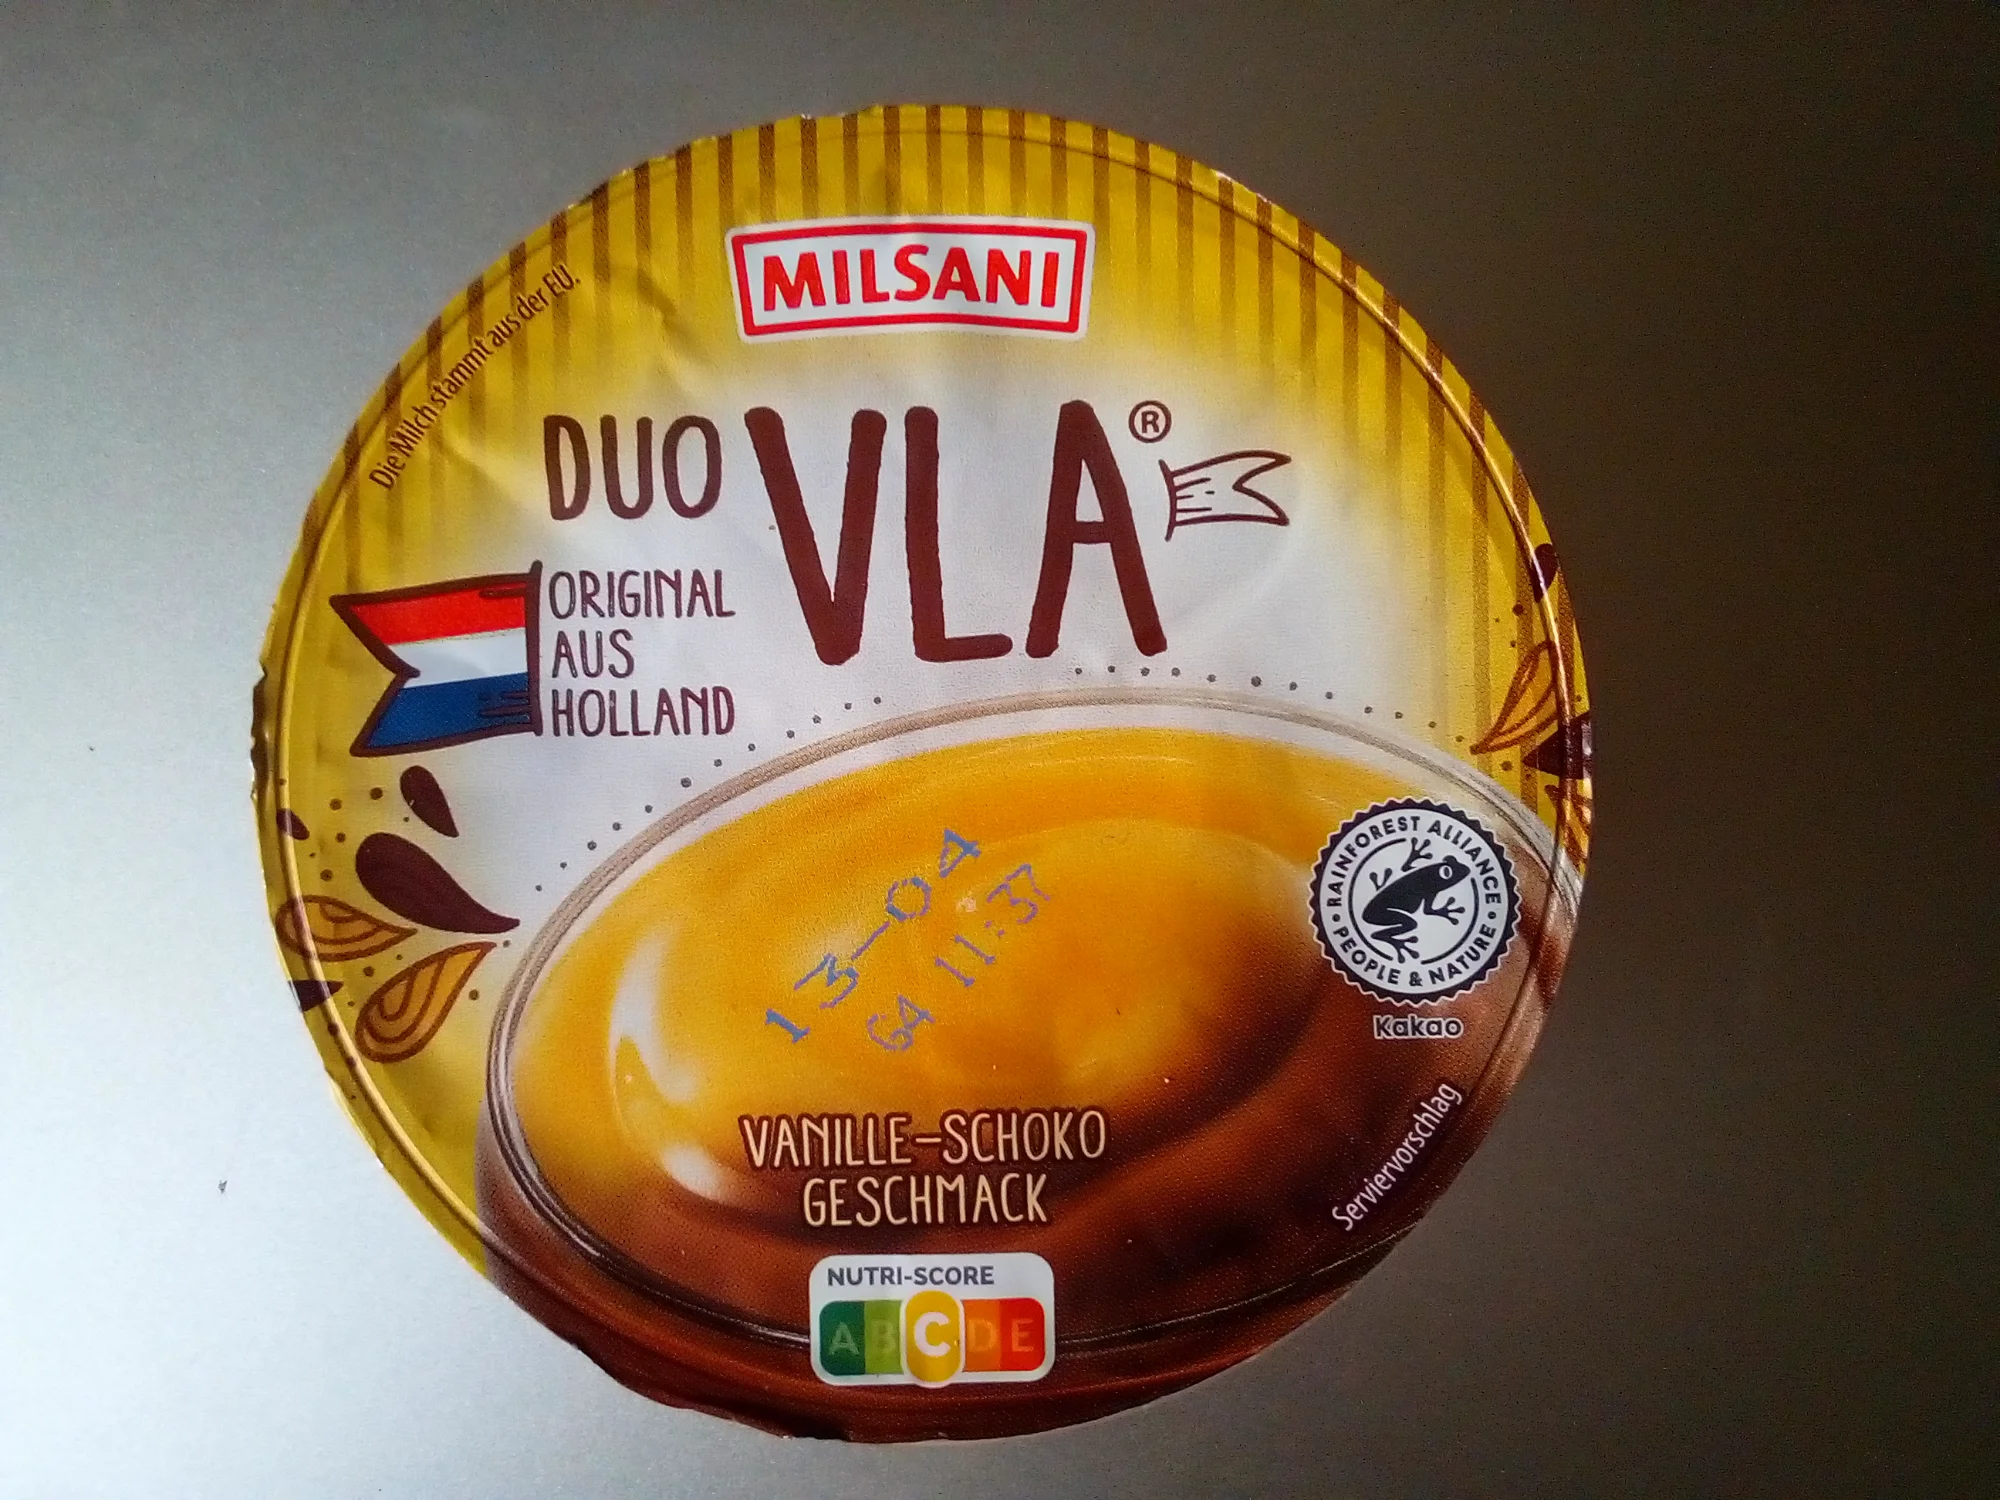 Die Milch stammt aus der EU.
MILSANI
DUO VLA®
ORIGINAL
AUS
HOLLAND
13-04
64 11:37
RAINFOREST ALLIANCE
PEOPLE & NATURE
Kakao
VANILLE-SCHOKO
GESCHMACK
Serviervorschlag
NUTRI-SCORE
A B C D E